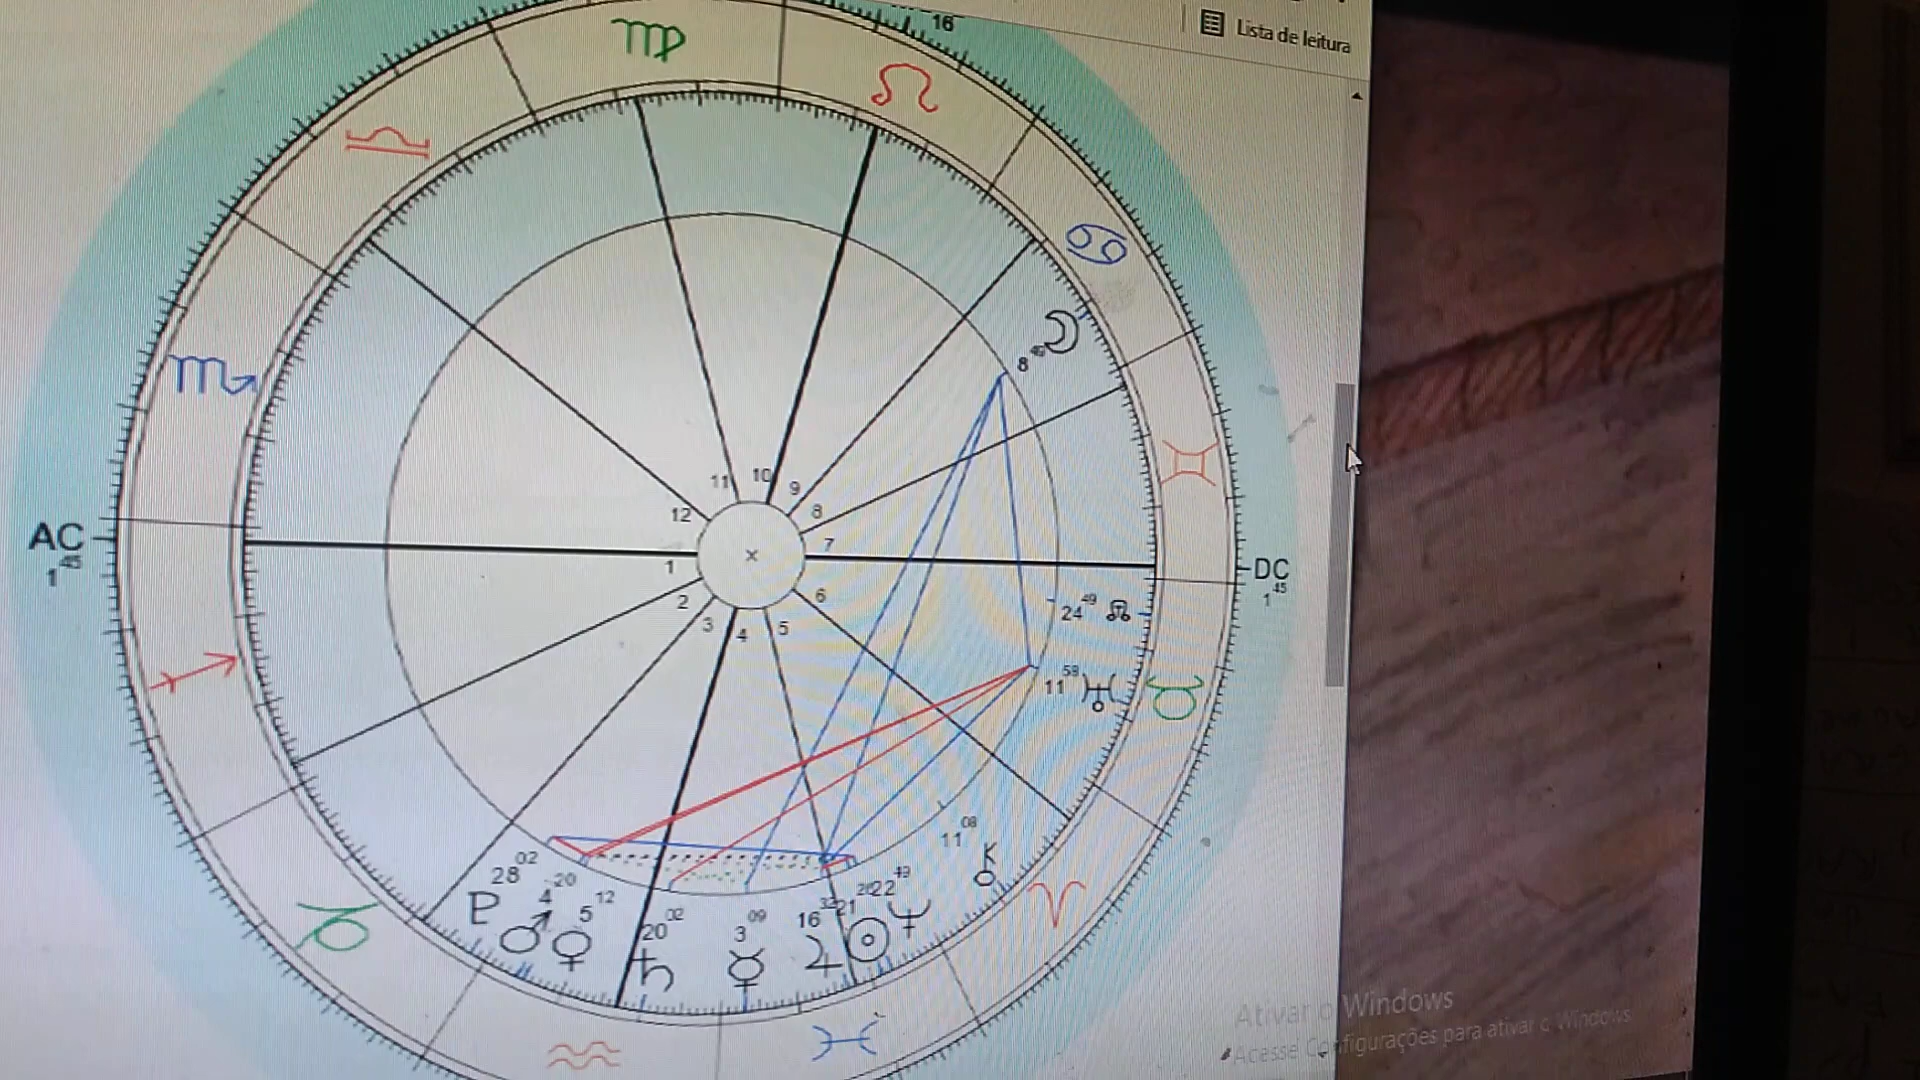 16
Lista de leitura
8
AC
1 45
11 10 9
12 8
7
1
2 6
3 4 5
DC
1 45
24 49
11 59
11 08
28 02
4 20
5 12
20 02
3 09
16 32
21
22 49
Ativar o Windows
Acesse Configurações para ativar o Windows